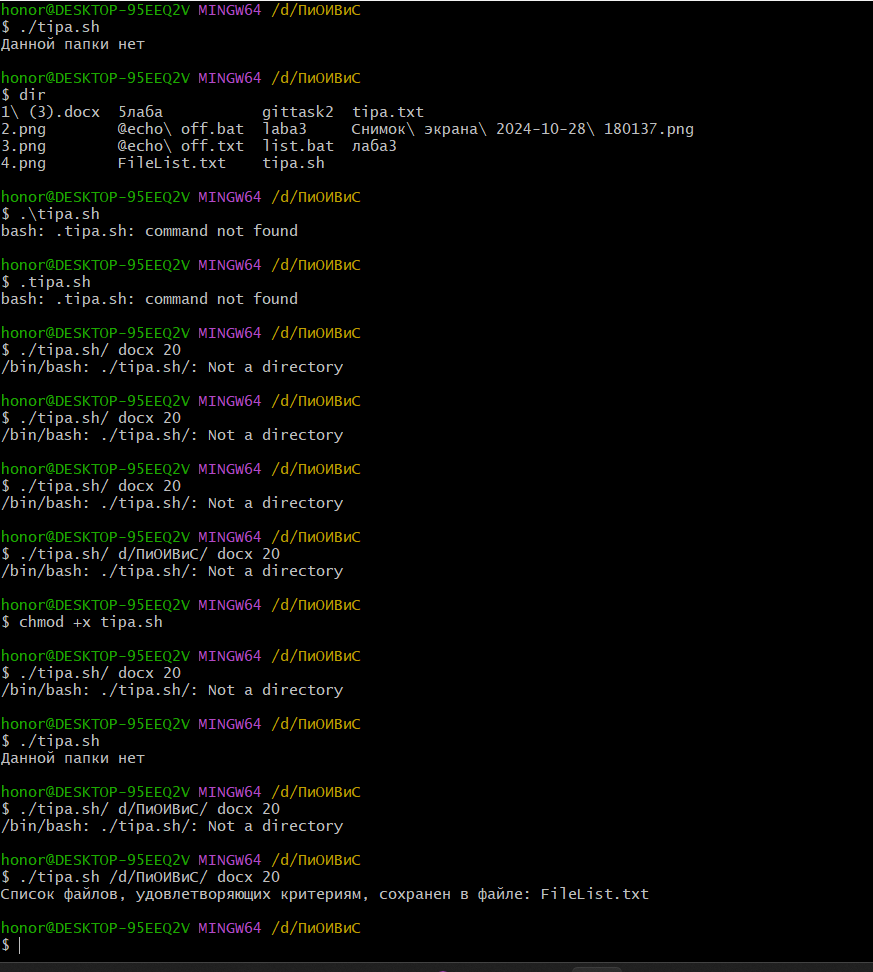 honor@DESKTOP-95EEQ2V MINGW64 /d/ПиОИВиС
$ ./tipa.sh
Данной папки нет
honor@DESKTOP-95EEQ2V MINGW64 /d/ПиОИВиС
$ dir
1\ (3).docx  5лаба           gittask2  tipa.txt
2.png        @echo\ off.bat  laba3     Снимок\ экрана\ 2024-10-28\ 180137.png
3.png        @echo\ off.txt  list.bat  лаба3
4.png        FileList.txt    tipa.sh
honor@DESKTOP-95EEQ2V MINGW64 /d/ПиОИВиС
$ .\tipa.sh
bash: .tipa.sh: command not found
honor@DESKTOP-95EEQ2V MINGW64 /d/ПиОИВиС
$ .tipa.sh
bash: .tipa.sh: command not found
honor@DESKTOP-95EEQ2V MINGW64 /d/ПиОИВиС
$ ./tipa.sh/ docx 20
/bin/bash: ./tipa.sh/: Not a directory
honor@DESKTOP-95EEQ2V MINGW64 /d/ПиОИВиС
$ ./tipa.sh/ docx 20
/bin/bash: ./tipa.sh/: Not a directory
honor@DESKTOP-95EEQ2V MINGW64 /d/ПиОИВиС
$ ./tipa.sh/ docx 20
/bin/bash: ./tipa.sh/: Not a directory
honor@DESKTOP-95EEQ2V MINGW64 /d/ПиОИВиС
$ ./tipa.sh/ d/ПиОИВиС/ docx 20
/bin/bash: ./tipa.sh/: Not a directory
honor@DESKTOP-95EEQ2V MINGW64 /d/ПиОИВиС
$ chmod +x tipa.sh
honor@DESKTOP-95EEQ2V MINGW64 /d/ПиОИВиС
$ ./tipa.sh/ docx 20
/bin/bash: ./tipa.sh/: Not a directory
honor@DESKTOP-95EEQ2V MINGW64 /d/ПиОИВиС
$ ./tipa.sh
Данной папки нет
honor@DESKTOP-95EEQ2V MINGW64 /d/ПиОИВиС
$ ./tipa.sh/ d/ПиОИВиС/ docx 20
/bin/bash: ./tipa.sh/: Not a directory
honor@DESKTOP-95EEQ2V MINGW64 /d/ПиОИВиС
$ ./tipa.sh /d/ПиОИВиС/ docx 20
Список файлов, удовлетворяющих критериям, сохранен в файле: FileList.txt
honor@DESKTOP-95EEQ2V MINGW64 /d/ПиОИВиС
$